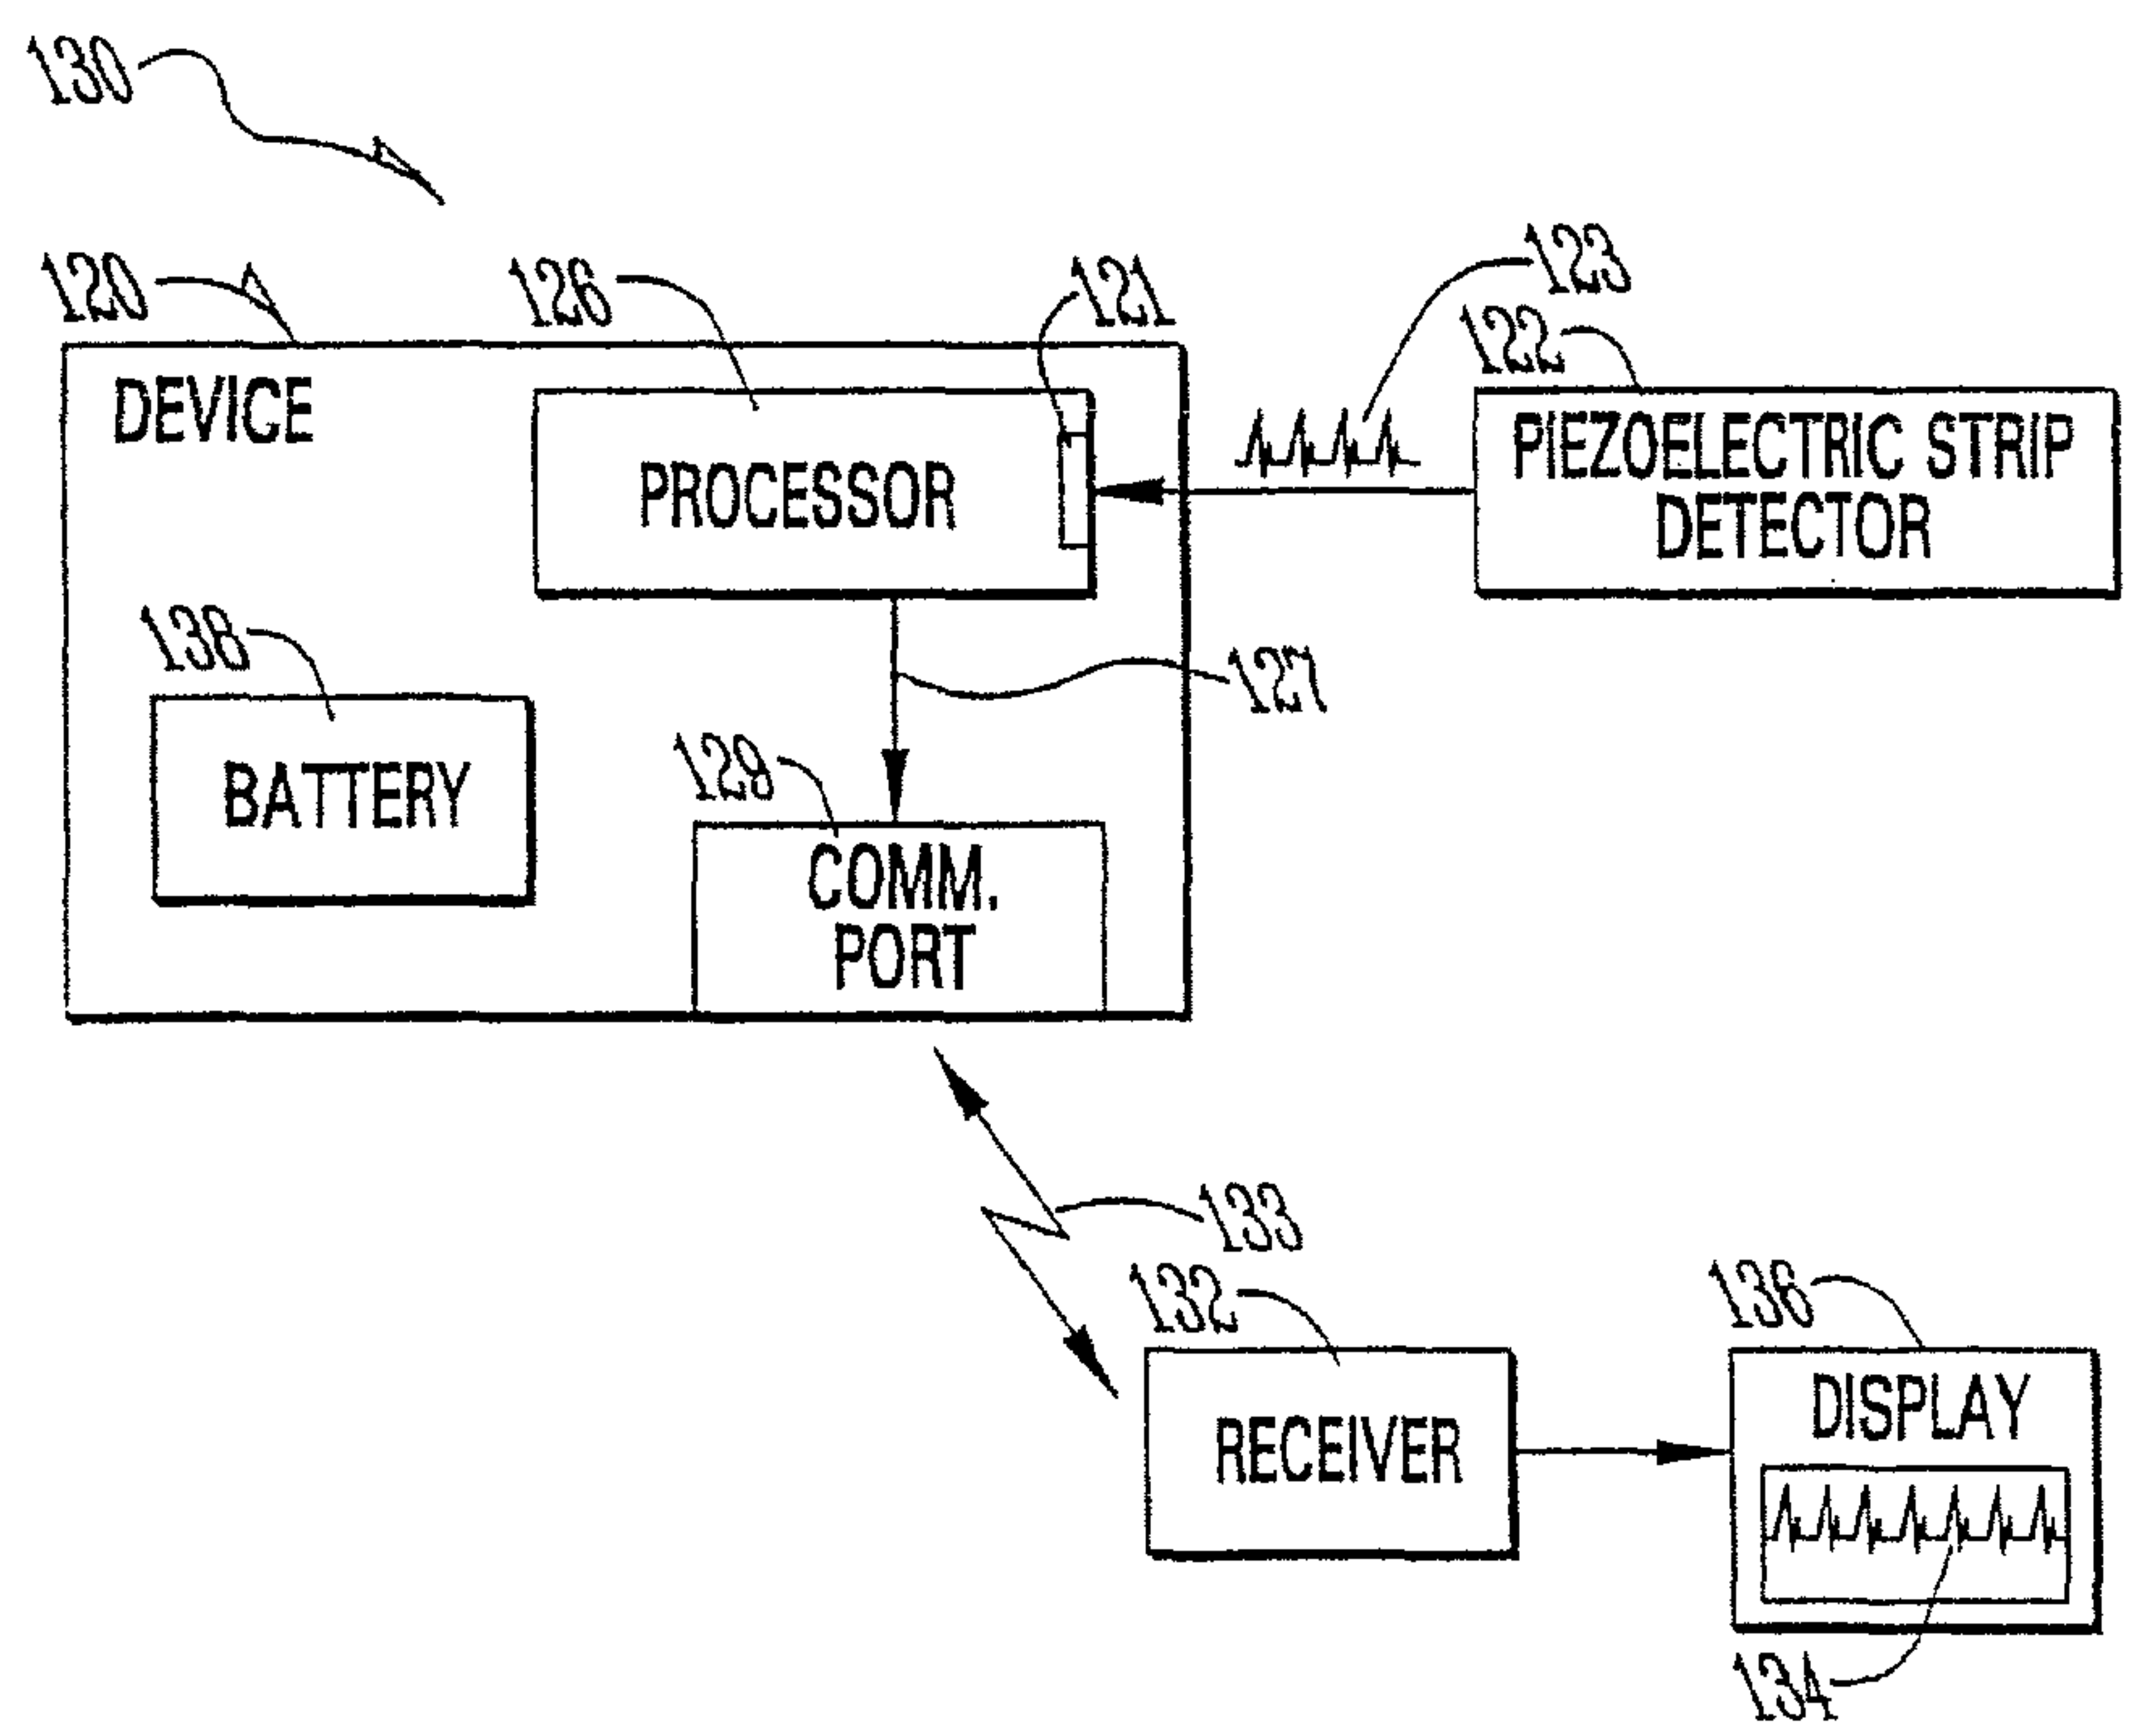 130
120
126
121
123
122
DEVICE
PROCESSOR
PIEZOELECTRIC STRIP
DETECTOR
138
127
BATTERY
129
COMM.
PORT
133
132
136
RECEIVER
DISPLAY
134